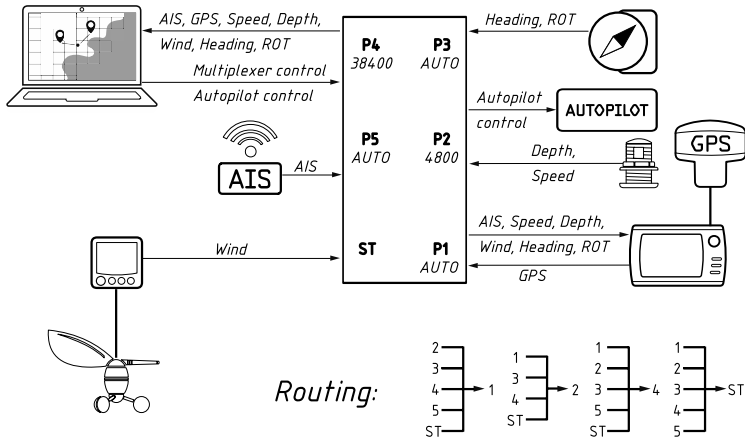 AIS, GPS, Speed, Depth,
Wind, Heading, ROT
Multiplexer control
Autopilot control
P4
38400
P3
AUTO
Heading, ROT
Autopilot
control
AUTOPILOT
P5
AUTO
P2
4800
AIS
AIS
Depth,
Speed
GPS
AIS, Speed, Depth,
Wind, Heading, ROT
GPS
Wind
ST
P1
AUTO
Routing:
2
3
4
5
ST
1
1
3
4
ST
2
1
2
3
5
ST
4
1
2
3
4
5
ST